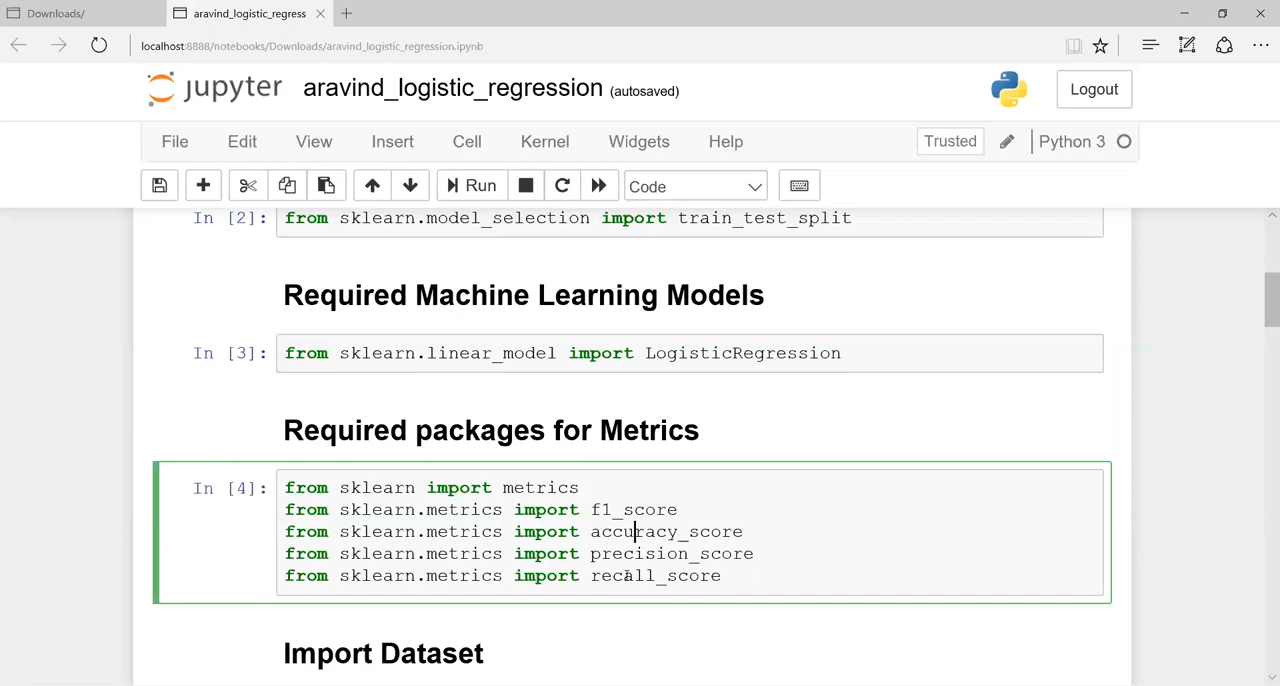 Downloads/
aravind_logistic_regress
localhost:8888/notebooks/Downloads/aravind_logistic_regression.ipynb
jupyter aravind_logistic_regression (autosaved)
Logout
File Edit View Insert Cell Kernel Widgets Help Trusted Python 3
Run Code
In [2]: from sklearn.model_selection import train_test_split
Required Machine Learning Models
In [3]: from sklearn.linear_model import LogisticRegression
Required packages for Metrics
In [4]: from sklearn import metrics
from sklearn.metrics import f1_score
from sklearn.metrics import accuracy_score
from sklearn.metrics import precision_score
from sklearn.metrics import recall_score
Import Dataset